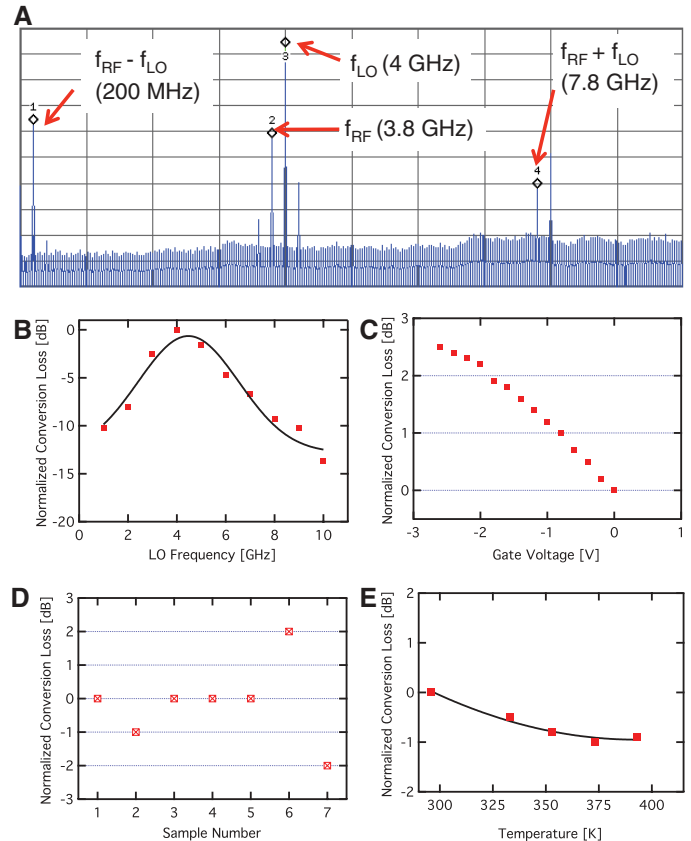 A
f_RF - f_LO
(200 MHz)
f_LO (4 GHz)
f_RF (3.8 GHz)
f_RF + f_LO
(7.8 GHz)
1
2
3
4
B
Normalized Conversion Loss [dB]
0
-5
-10
-15
-20
0 2 4 6 8 10
LO Frequency [GHz]
C
Normalized Conversion Loss [dB]
3
2
1
0
-3 -2 -1 0 1
Gate Voltage [V]
D
Normalized Conversion Loss [dB]
3
2
1
0
-1
-2
-3
1 2 3 4 5 6 7
Sample Number
E
Normalized Conversion Loss [dB]
2
1
0
-1
-2
300 325 350 375 400
Temperature [K]